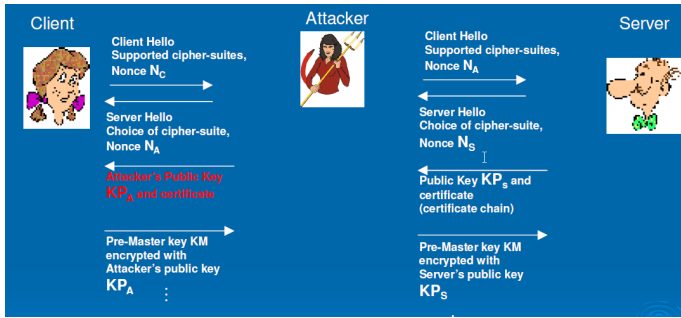 Client
Attacker
Server
Client Hello
Supported cipher-suites,
Nonce NC
Server Hello
Choice of cipher-suite,
Nonce NA
Attacker's Public Key
KPA and certificate
Pre-Master key KM
encrypted with
Attacker's public key
KPA
⋮
Client Hello
Supported cipher-suites,
Nonce NA
Server Hello
Choice of cipher-suite,
Nonce NS
Public Key KPs and
certificate
(certificate chain)
Pre-Master key KM
encrypted with
Server's public key
KPS